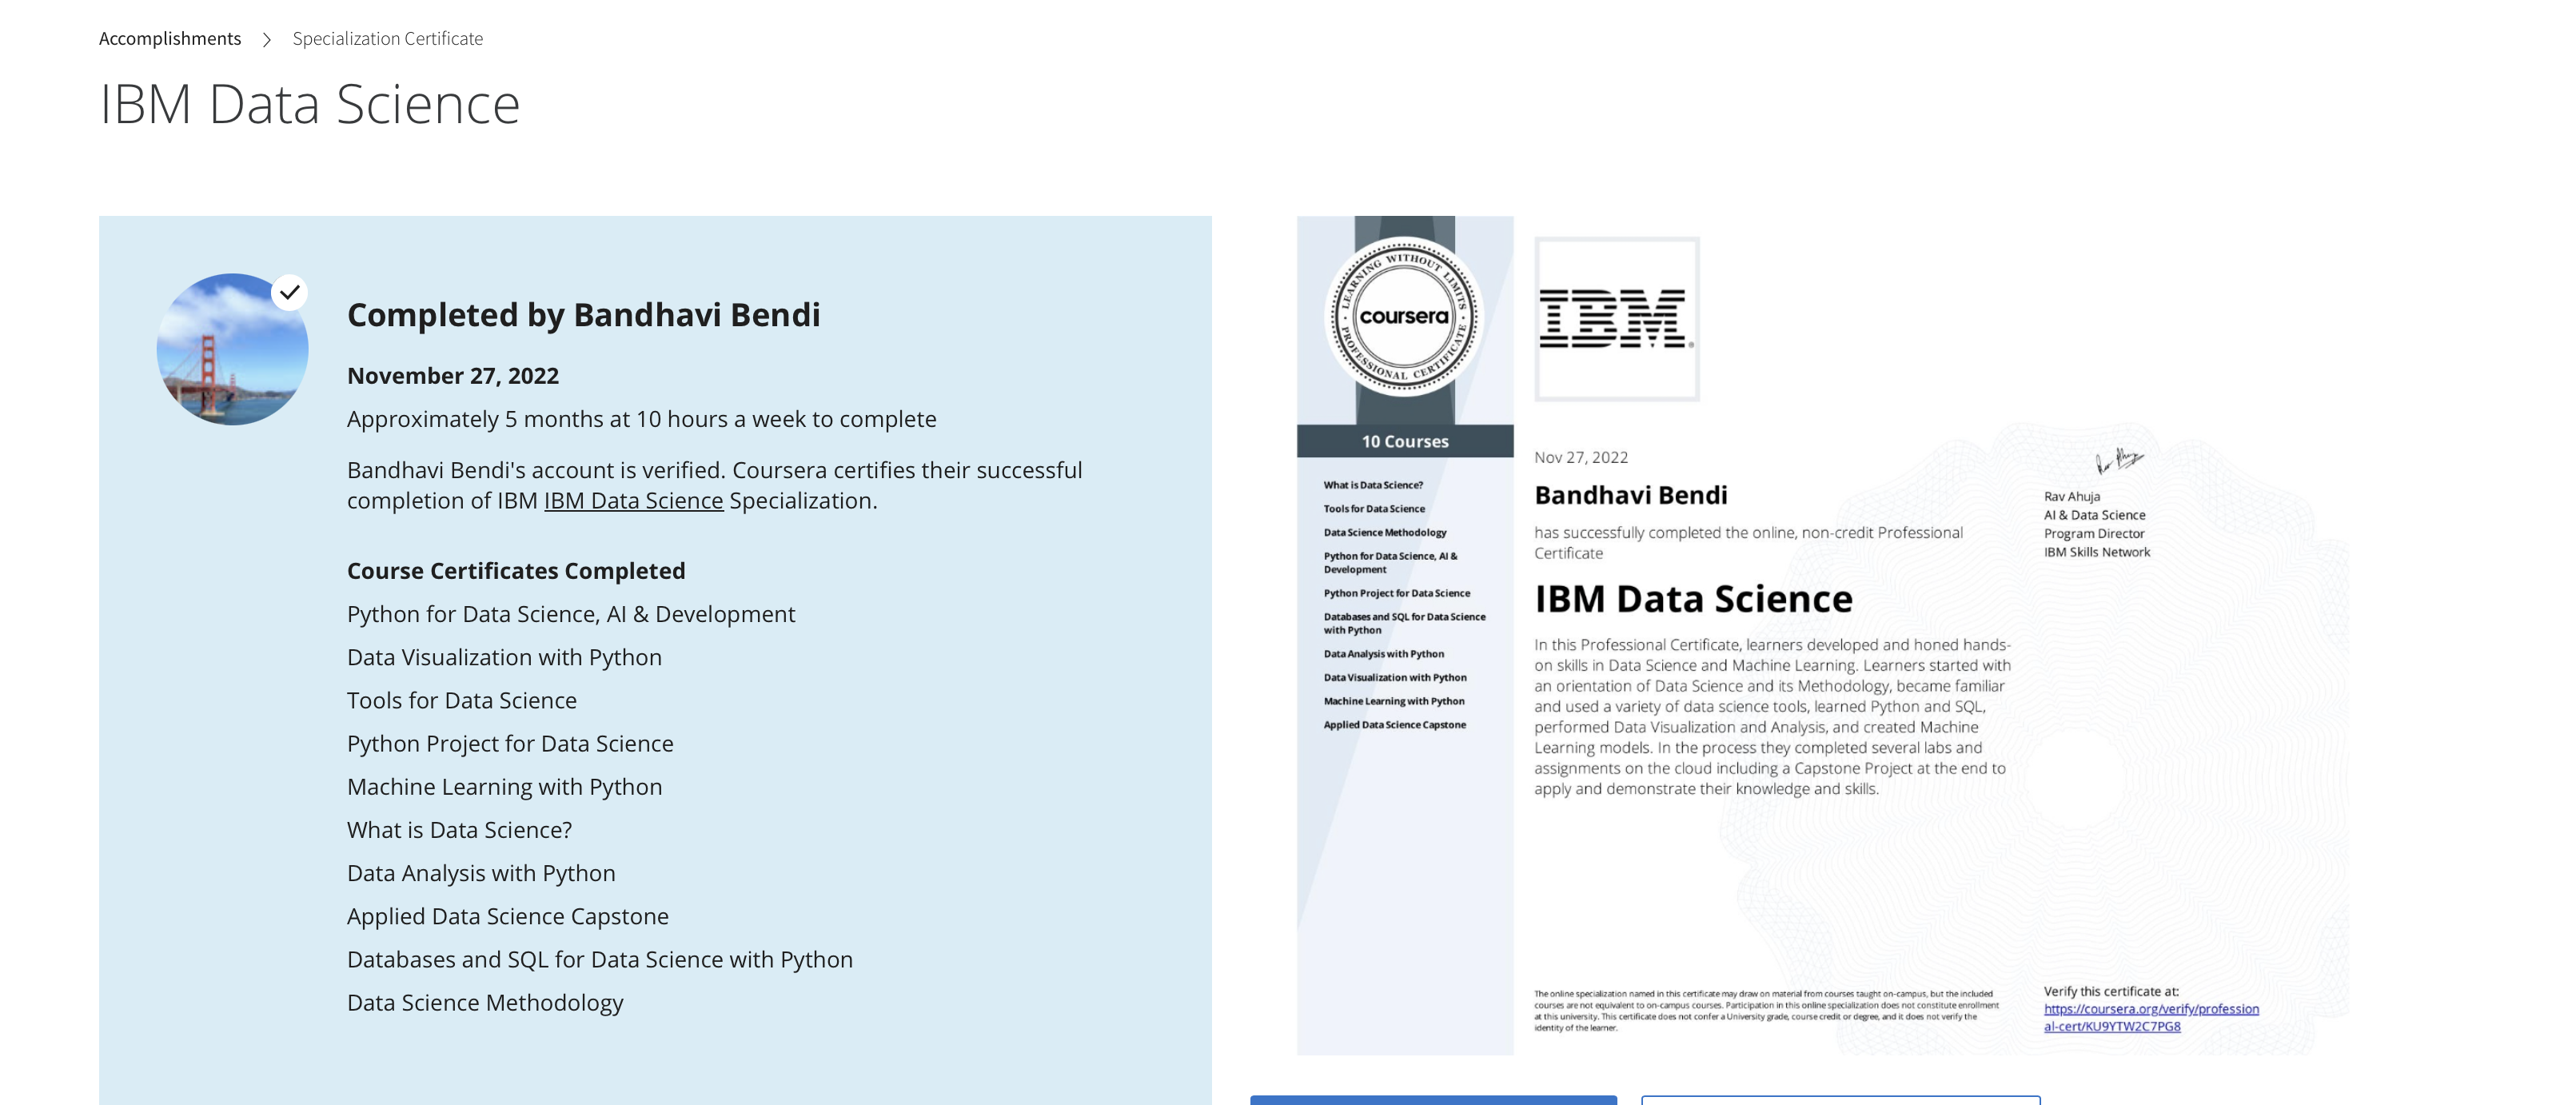 Accomplishments > Specialization Certificate
IBM Data Science
Completed by Bandhavi Bendi
November 27, 2022
Approximately 5 months at 10 hours a week to complete
Bandhavi Bendi's account is verified. Coursera certifies their successful
completion of IBM IBM Data Science Specialization.
Course Certificates Completed
Python for Data Science, AI & Development
Data Visualization with Python
Tools for Data Science
Python Project for Data Science
Machine Learning with Python
What is Data Science?
Data Analysis with Python
Applied Data Science Capstone
Databases and SQL for Data Science with Python
Data Science Methodology
LEARNING WITHOUT LIMITS
coursera
PROFESSIONAL CERTIFICATE
10 Courses
What is Data Science?
Tools for Data Science
Data Science Methodology
Python for Data Science, AI &
Development
Python Project for Data Science
Databases and SQL for Data Science
with Python
Data Analysis with Python
Data Visualization with Python
Machine Learning with Python
Applied Data Science Capstone
IBM®
Nov 27, 2022
Bandhavi Bendi
has successfully completed the online, non-credit Professional
Certificate
IBM Data Science
In this Professional Certificate, learners developed and honed hands-
on skills in Data Science and Machine Learning. Learners started with
an orientation of Data Science and its Methodology, became familiar
and used a variety of data science tools, learned Python and SQL,
performed Data Visualization and Analysis, and created Machine
Learning models. In the process they completed several labs and
assignments on the cloud including a Capstone Project at the end to
apply and demonstrate their knowledge and skills.
Rav Ahuja
AI & Data Science
Program Director
IBM Skills Network
The online specialization named in this certificate may draw on material from courses taught on-campus, but the included
courses are not equivalent to on-campus courses. Participation in this online specialization does not constitute enrollment
at this university. This certificate does not confer a University grade, course credit or degree, and it does not verify the
identity of the learner.
Verify this certificate at:
https://coursera.org/verify/profession
al-cert/KU9YTW2C7PG8